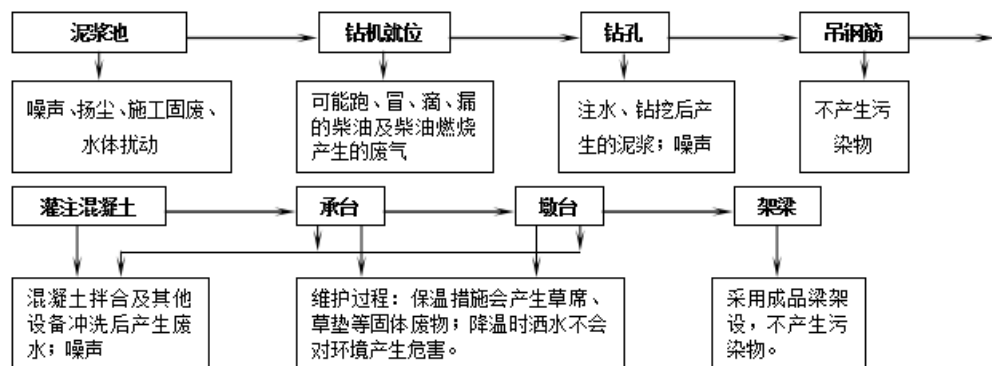 泥浆池
钻机就位
钻孔
吊钢筋
噪声、扬尘、施工固废、
水体扰动
可能跑、冒、滴、漏
的柴油及柴油燃烧
产生的废气
注水、钻挖后产
生的泥浆；噪声
不产生污
染物
灌注混凝土
承台
墩台
架梁
混凝土拌合及其他
设备冲洗后产生废
水；噪声
维护过程：保温措施会产生草席、
草垫等固体废物；降温时洒水不会
对环境产生危害。
采用成品梁架
设，不产生污
染物。